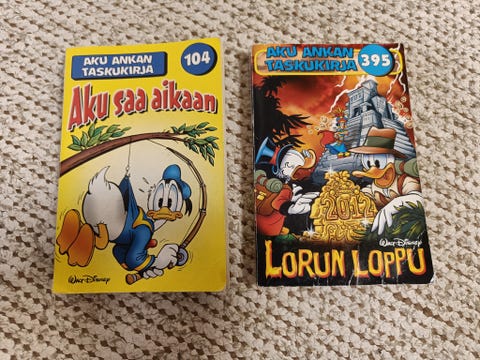 AKU ANKAN
TASKUKIRJA
104
Aku saa aikaan
Walt Disney
AKU ANKAN
TASKUKIRJA
395
2012
Walt Disney
LORUN LOPPU